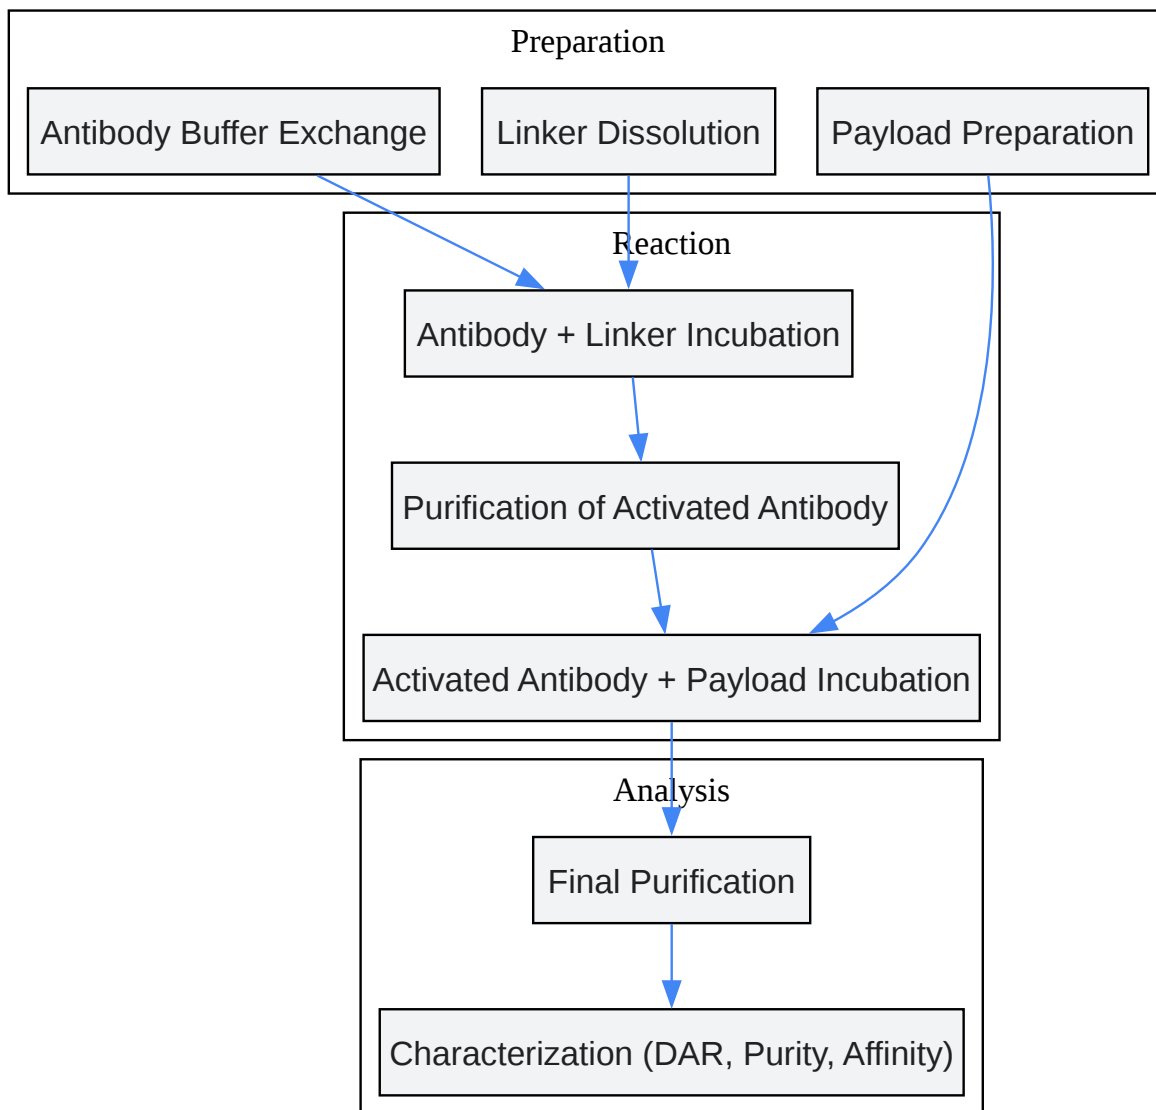 Preparation
Antibody Buffer Exchange
Linker Dissolution
Payload Preparation
Reaction
Antibody + Linker Incubation
Purification of Activated Antibody
Activated Antibody + Payload Incubation
Analysis
Final Purification
Characterization (DAR, Purity, Affinity)